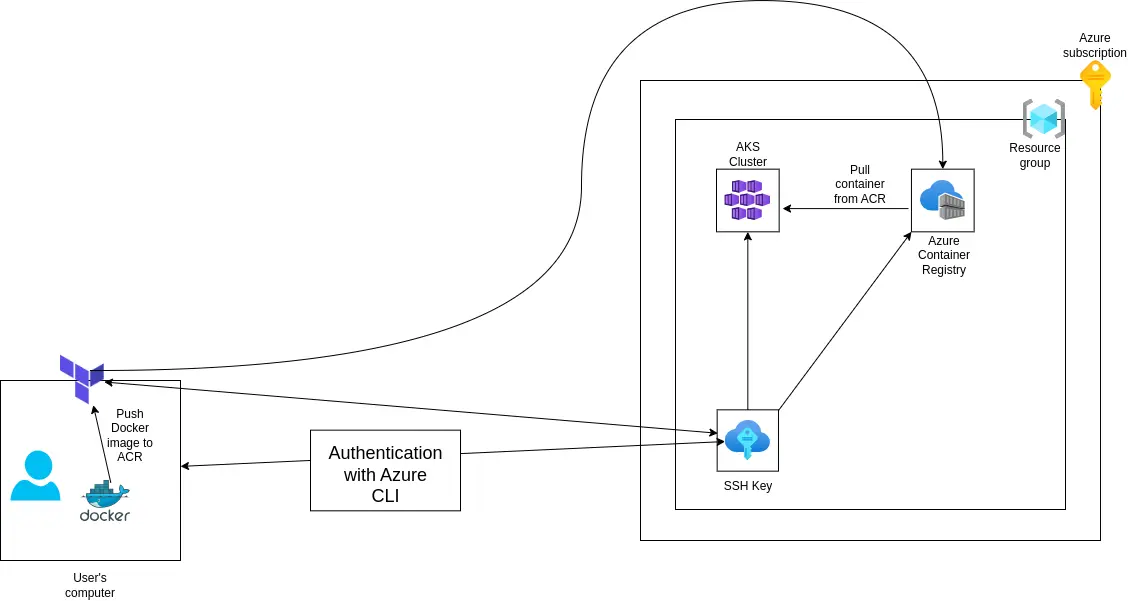 Azure
subscription
Resource
group
AKS
Cluster
Pull
container
from ACR
Azure
Container
Registry
Push
Docker
image to
ACR
docker
Authentication
with Azure
CLI
SSH Key
User's
computer